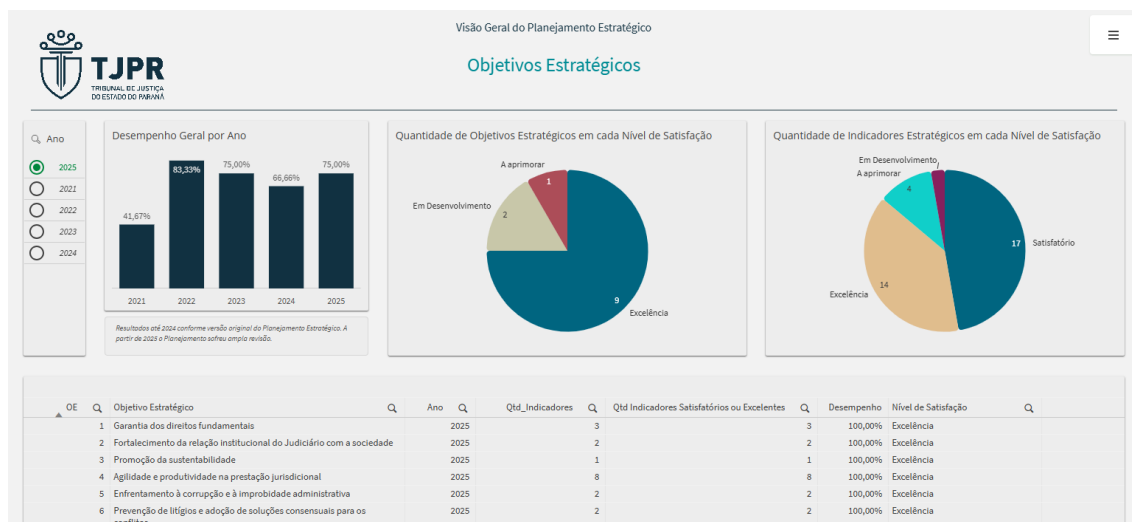 Visão Geral do Planejamento Estratégico
Objetivos Estratégicos
TJPR
TRIBUNAL DE JUSTIÇA
DO ESTADO DO PARANÁ
Ano
2025
2021
2022
2023
2024
Desempenho Geral por Ano
41,67%
83,33%
75,00%
66,66%
75,00%
2021 2022 2023 2024 2025
Resultados até 2024 conforme versão original do Planejamento Estratégico. A
partir de 2025 o Planejamento sofreu ampla revisão.
Quantidade de Objetivos Estratégicos em cada Nível de Satisfação
A aprimorar
1
Em Desenvolvimento
2
9
Excelência
Quantidade de Indicadores Estratégicos em cada Nível de Satisfação
Em Desenvolvimento
A aprimorar
4
17
Satisfatório
14
Excelência
OE Objetivo Estratégico Ano Qtd_Indicadores Qtd Indicadores Satisfatórios ou Excelentes Desempenho Nível de Satisfação
1 Garantia dos direitos fundamentais 2025 3 3 100,00% Excelência
2 Fortalecimento da relação institucional do Judiciário com a sociedade 2025 2 2 100,00% Excelência
3 Promoção da sustentabilidade 2025 1 1 100,00% Excelência
4 Agilidade e produtividade na prestação jurisdicional 2025 8 8 100,00% Excelência
5 Enfrentamento à corrupção e à improbidade administrativa 2025 2 2 100,00% Excelência
6 Prevenção de litígios e adoção de soluções consensuais para os 2025 2 2 100,00% Excelência